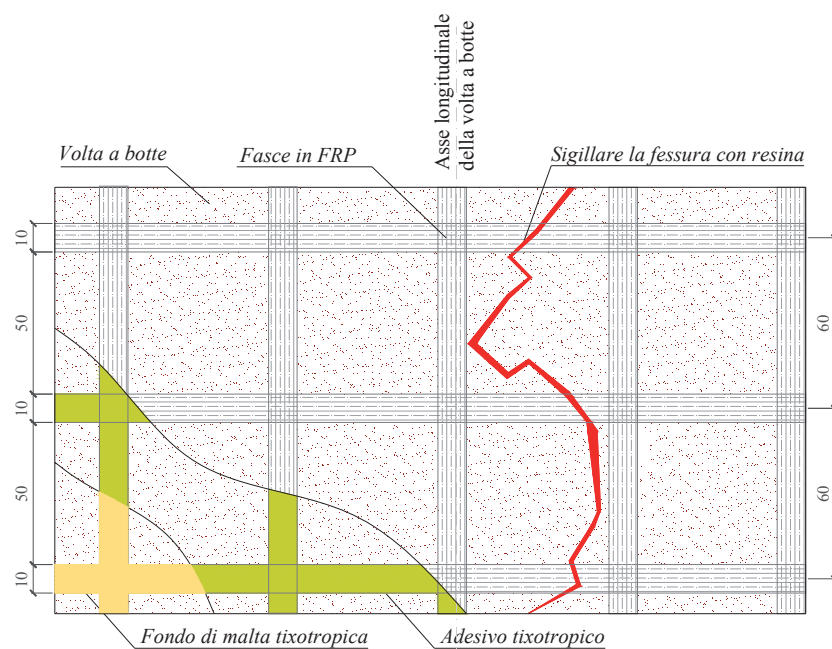 Asse longitudinale
della volta a botte
Volta a botte
Fasce in FRP
Sigillare la fessura con resina
10
50
10
50
10
60
60
Fondo di malta tixotropica
Adesivo tixotropico